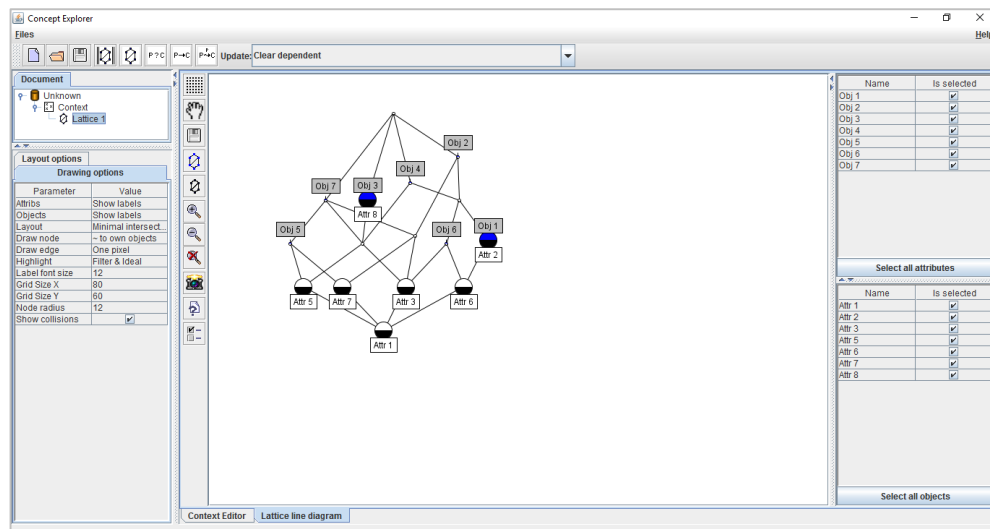 Concept Explorer
Files
Help
P?C P→C P→C Update: Clear dependent
Document
Unknown
Context
Lattice 1
Layout options
Drawing options
Parameter Value
Attribs Show labels
Objects Show labels
Layout Minimal intersect...
Draw node ~ to own objects
Draw edge One pixel
Highlight Filter & Ideal
Label font size 12
Grid Size X 80
Grid Size Y 60
Node radius 12
Show collisions
Obj 2
Obj 4
Obj 7
Obj 3
Attr 8
Obj 5
Obj 6
Obj 1
Attr 2
Attr 5
Attr 7
Attr 3
Attr 6
Attr 1
Name Is selected
Obj 1
Obj 2
Obj 3
Obj 4
Obj 5
Obj 6
Obj 7
Select all attributes
Name Is selected
Attr 1
Attr 2
Attr 3
Attr 5
Attr 6
Attr 7
Attr 8
Select all objects
Context Editor Lattice line diagram